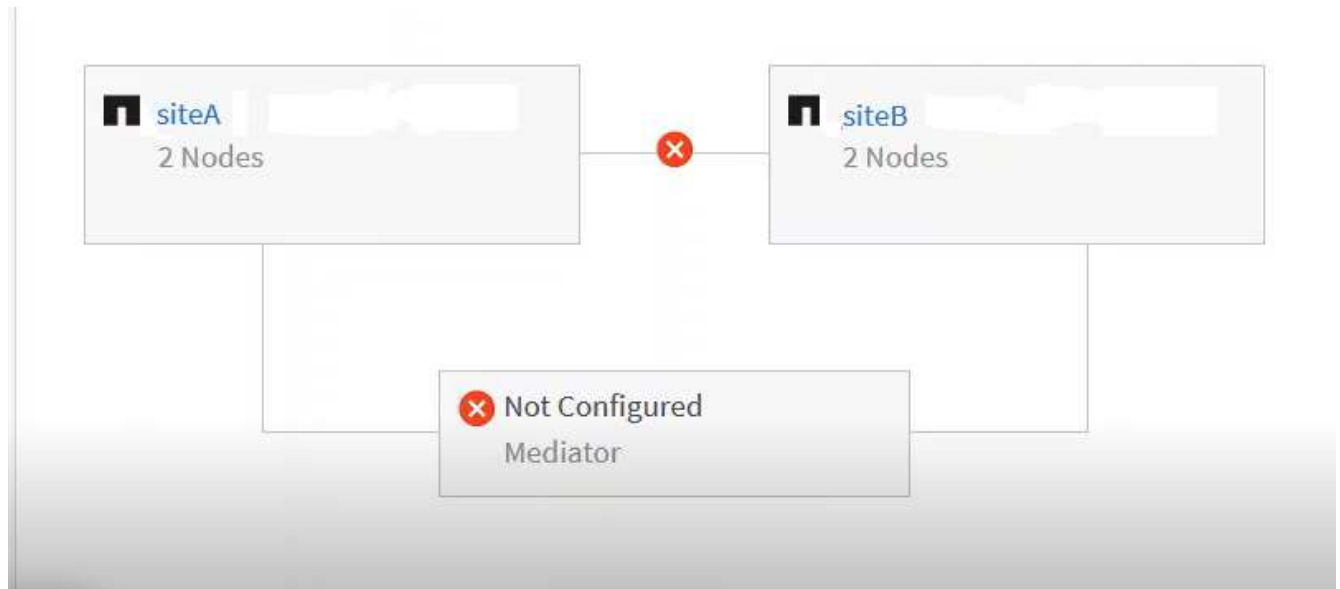 siteA
2 Nodes
siteB
2 Nodes
Not Configured
Mediator